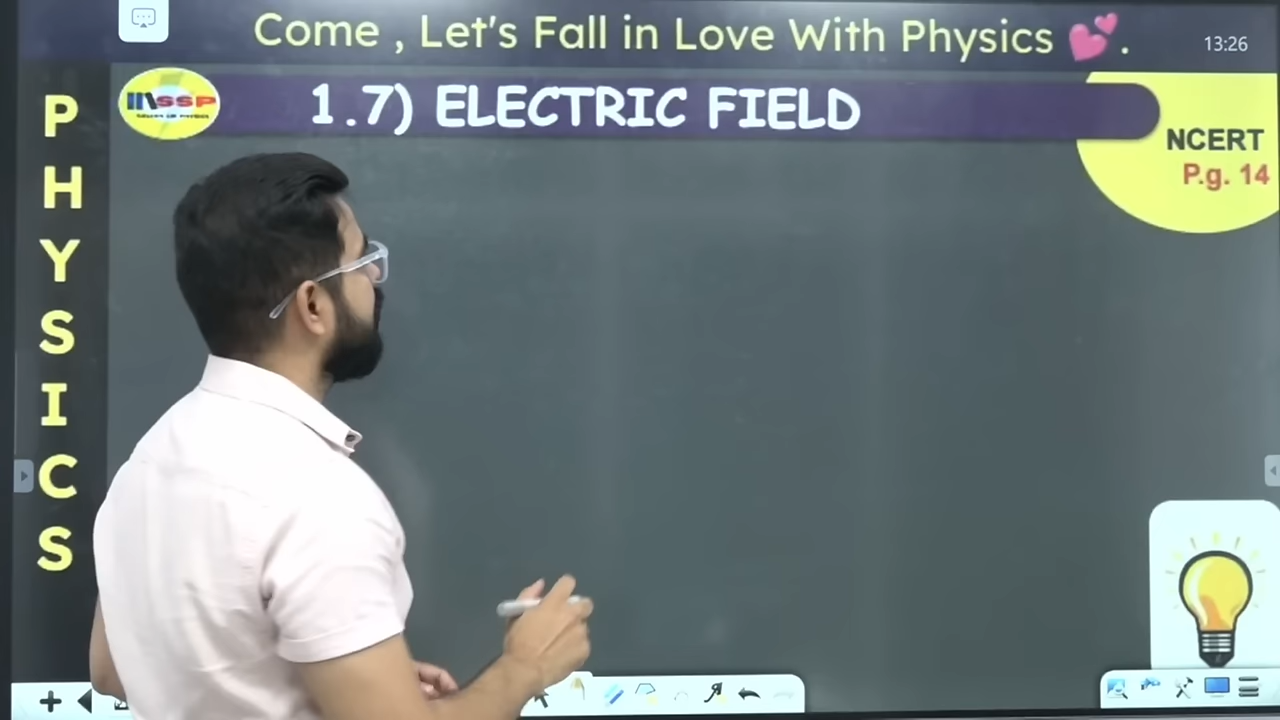 Come , Let's Fall in Love With Physics 💕 .
13:26
1.7) ELECTRIC FIELD
SSP
NCERT
P.g. 14
P
H
Y
S
I
C
S